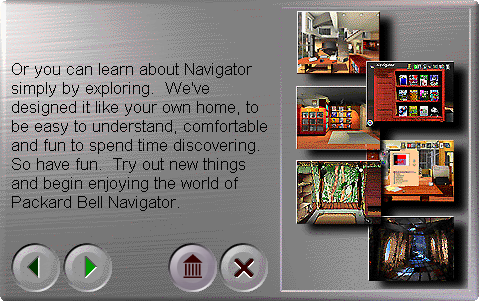 Or you can learn about Navigator
simply by exploring.  We've
designed it like your own home, to
be easy to understand, comfortable
and fun to spend time discovering.
So have fun.  Try out new things
and begin enjoying the world of
Packard Bell Navigator.
Navigator